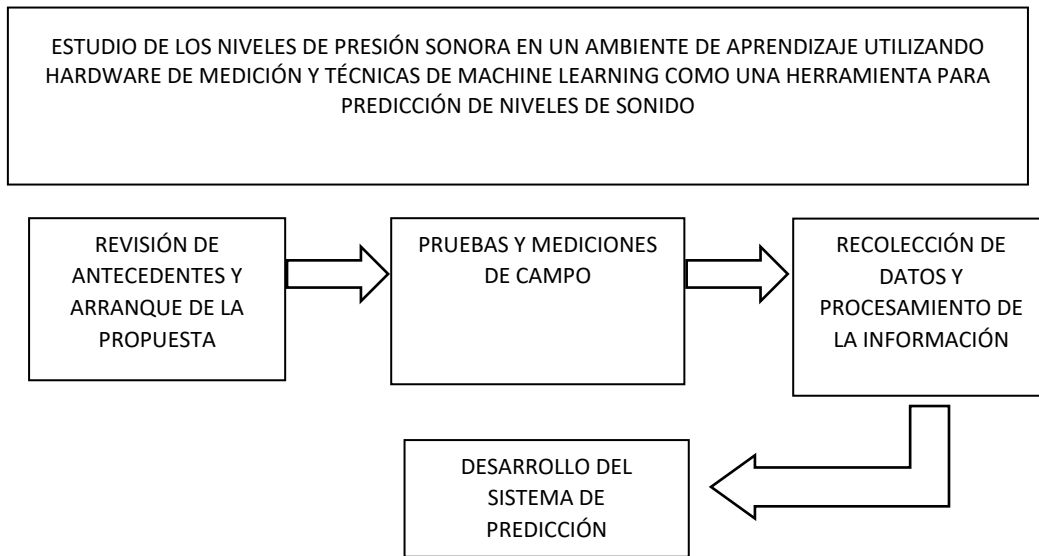 ESTUDIO DE LOS NIVELES DE PRESIÓN SONORA EN UN AMBIENTE DE APRENDIZAJE UTILIZANDO
HARDWARE DE MEDICIÓN Y TÉCNICAS DE MACHINE LEARNING COMO UNA HERRAMIENTA PARA
PREDICCIÓN DE NIVELES DE SONIDO
REVISIÓN DE
ANTECEDENTES Y
ARRANQUE DE LA
PROPUESTA
PRUEBAS Y MEDICIONES
DE CAMPO
RECOLECCIÓN DE
DATOS Y
PROCESAMIENTO DE
LA INFORMACIÓN
DESARROLLO DEL
SISTEMA DE
PREDICCIÓN